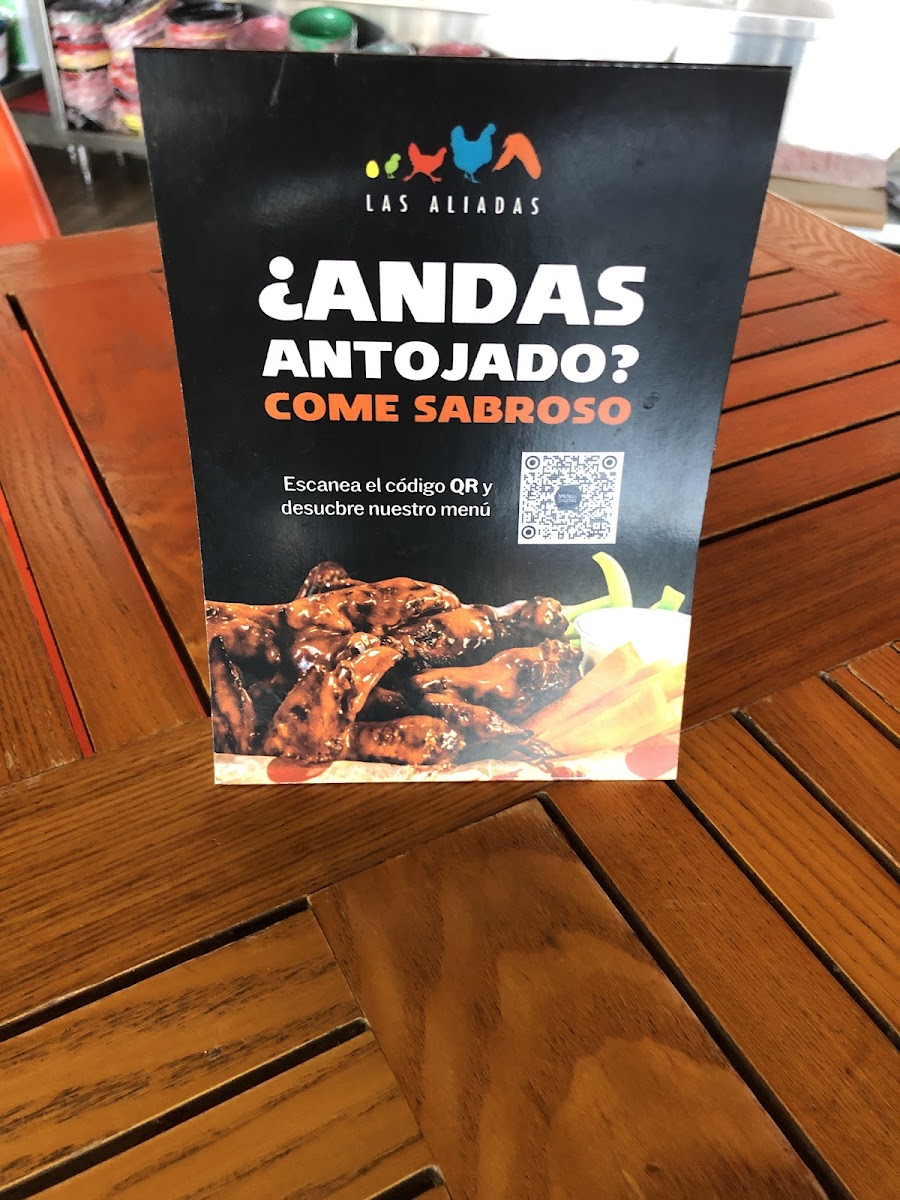 LAS ALIADAS
¿ANDAS
ANTOJADO?
COME SABROSO
Escanea el código QR y
desucbre nuestro menú